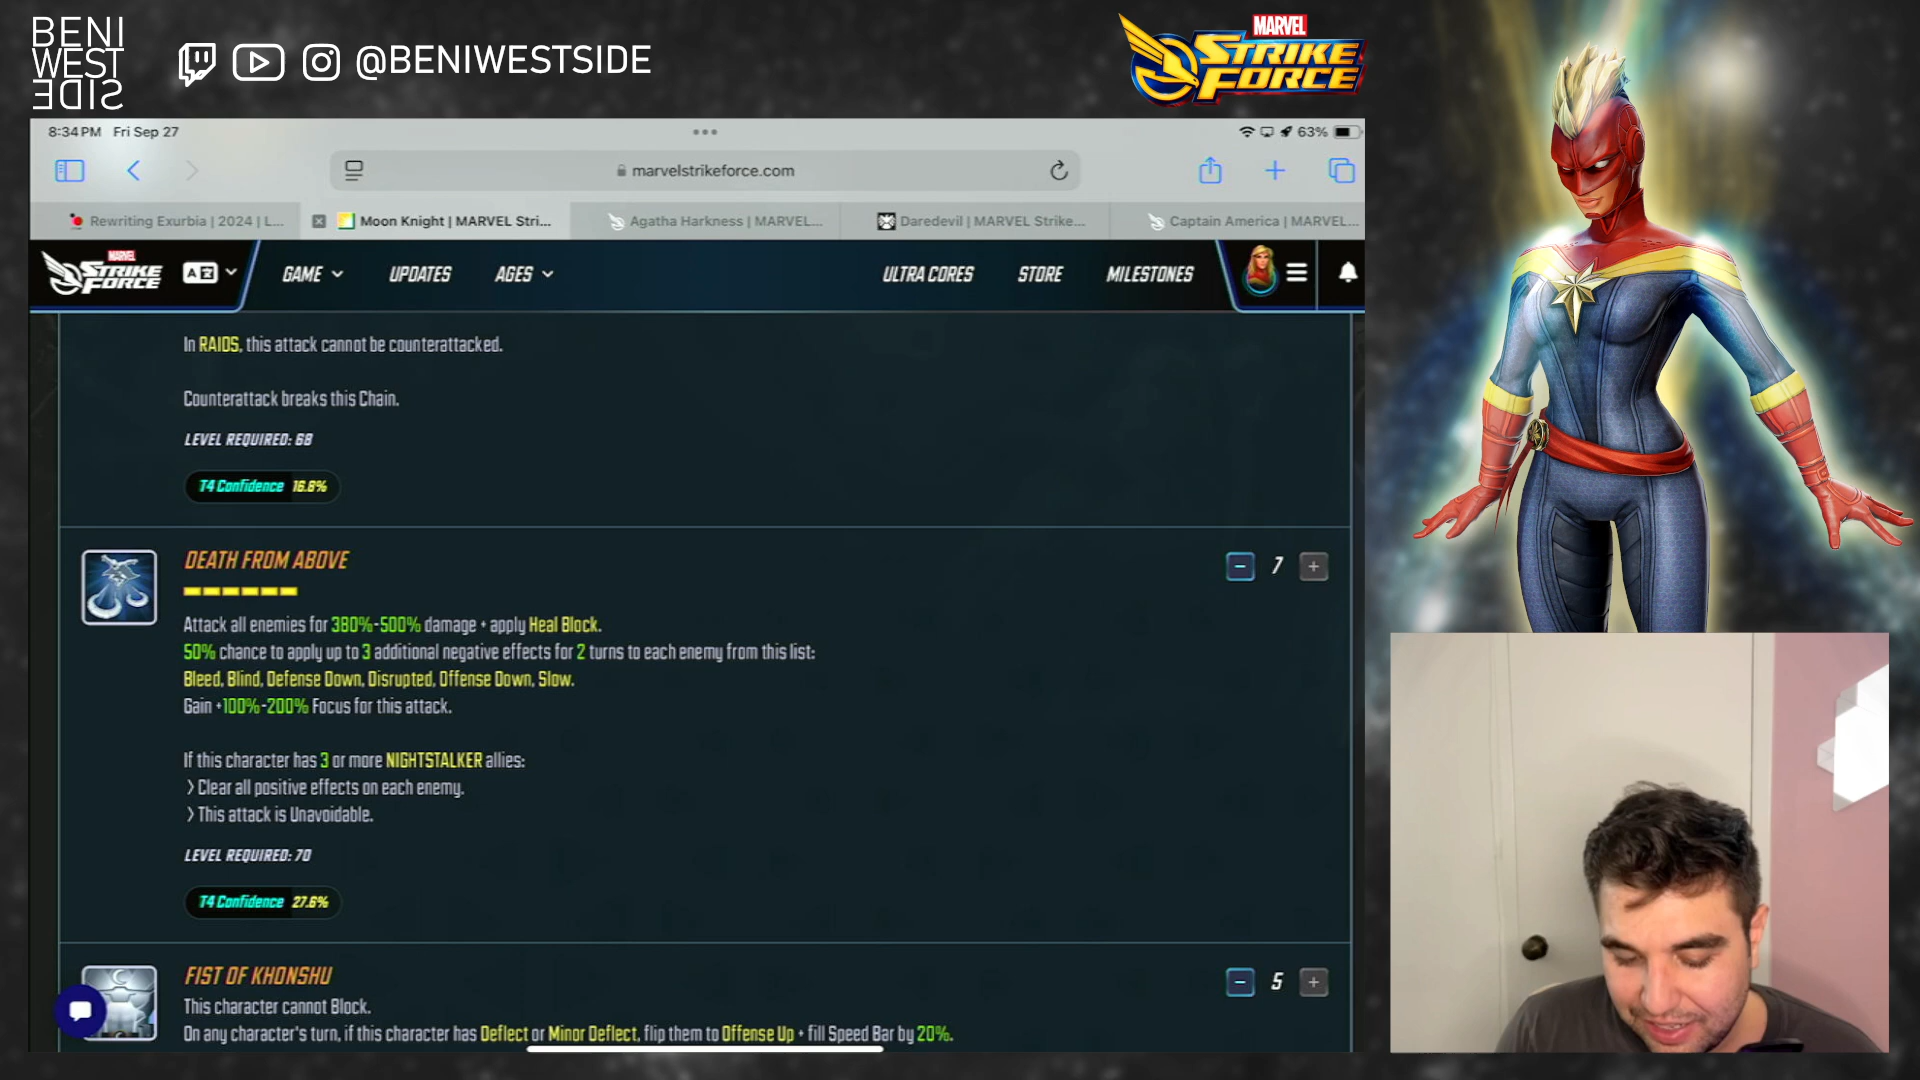 BENI
WEST
SIDE
@BENIWESTSIDE
MARVEL
STRIKE
FORCE
8:34 PM Fri Sep 27
63%
marvelstrikeforce.com
Rewriting Exurbia | 2024 | L...
Moon Knight | MARVEL Stri...
Agatha Harkness | MARVEL...
Daredevil | MARVEL Strike...
Captain America | MARVEL...
MARVEL
STRIKE
FORCE
GAME
UPDATES
AGES
ULTRA CORES
STORE
MILESTONES
In RAIDS, this attack cannot be counterattacked.
Counterattack breaks this Chain.
LEVEL REQUIRED: 68
T4 Confidence 16.8%
DEATH FROM ABOVE
- 7 +
Attack all enemies for 380%-500% damage + apply Heal Block.
50% chance to apply up to 3 additional negative effects for 2 turns to each enemy from this list:
Bleed, Blind, Defense Down, Disrupted, Offense Down, Slow.
Gain +100%-200% Focus for this attack.
If this character has 3 or more NIGHTSTALKER allies:
> Clear all positive effects on each enemy.
> This attack is Unavoidable.
LEVEL REQUIRED: 70
T4 Confidence 27.6%
FIST OF KHONSHU
- 5 +
This character cannot Block.
On any character's turn, if this character has Deflect or Minor Deflect, flip them to Offense Up + fill Speed Bar by 20%.